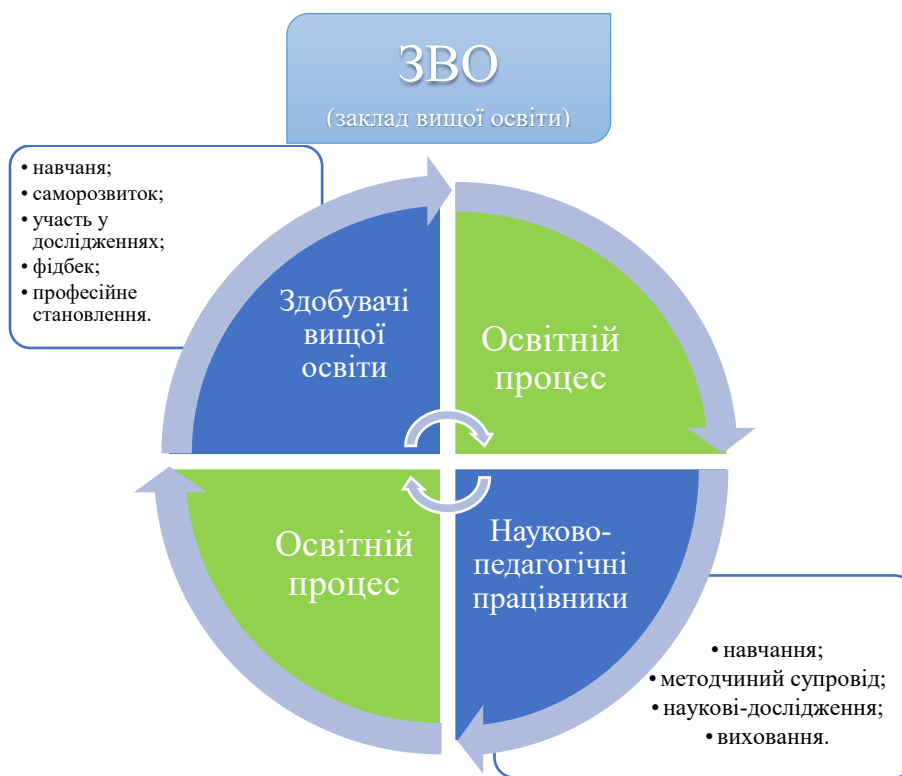 ЗВО
(заклад вищої освіти)
• навчаня;
• саморозвиток;
• участь у
дослідженнях;
• фідбек;
• професійне
становлення.
Здобувачі
вищої
освіти
Освітній
процес
Освітній
процес
Науково-
педагогічні
працівники
• навчання;
• методчиний супровід;
• наукові-дослідження;
• виховання.